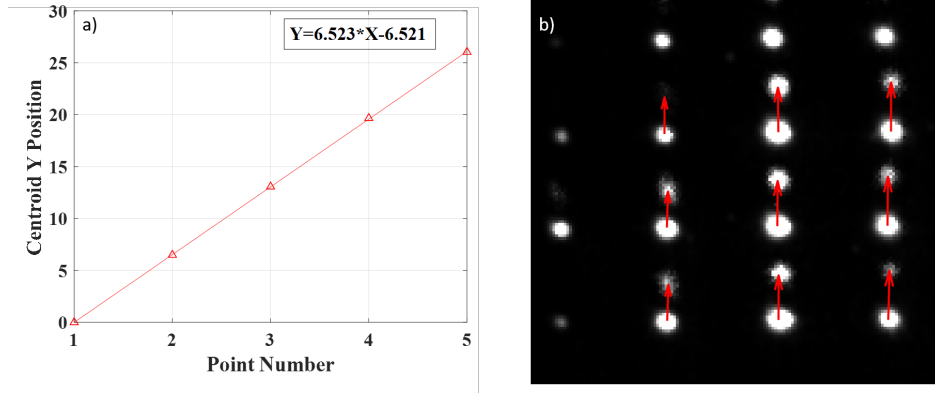 a)
Y=6.523*X-6.521
30
25
20
15
10
5
0
1 2 3 4 5
Centroid Y Position
Point Number
b)